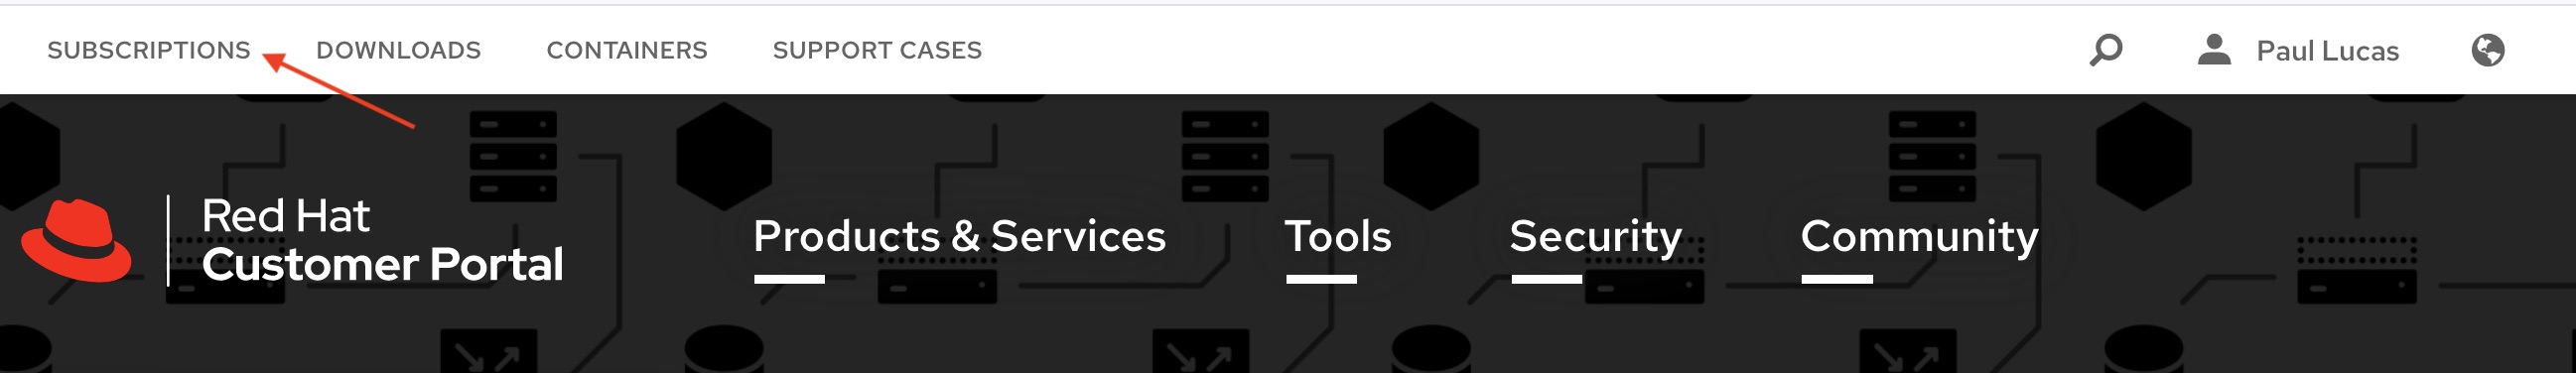 SUBSCRIPTIONS DOWNLOADS CONTAINERS SUPPORT CASES Paul Lucas
Red Hat
Customer Portal
Products & Services Tools Security Community